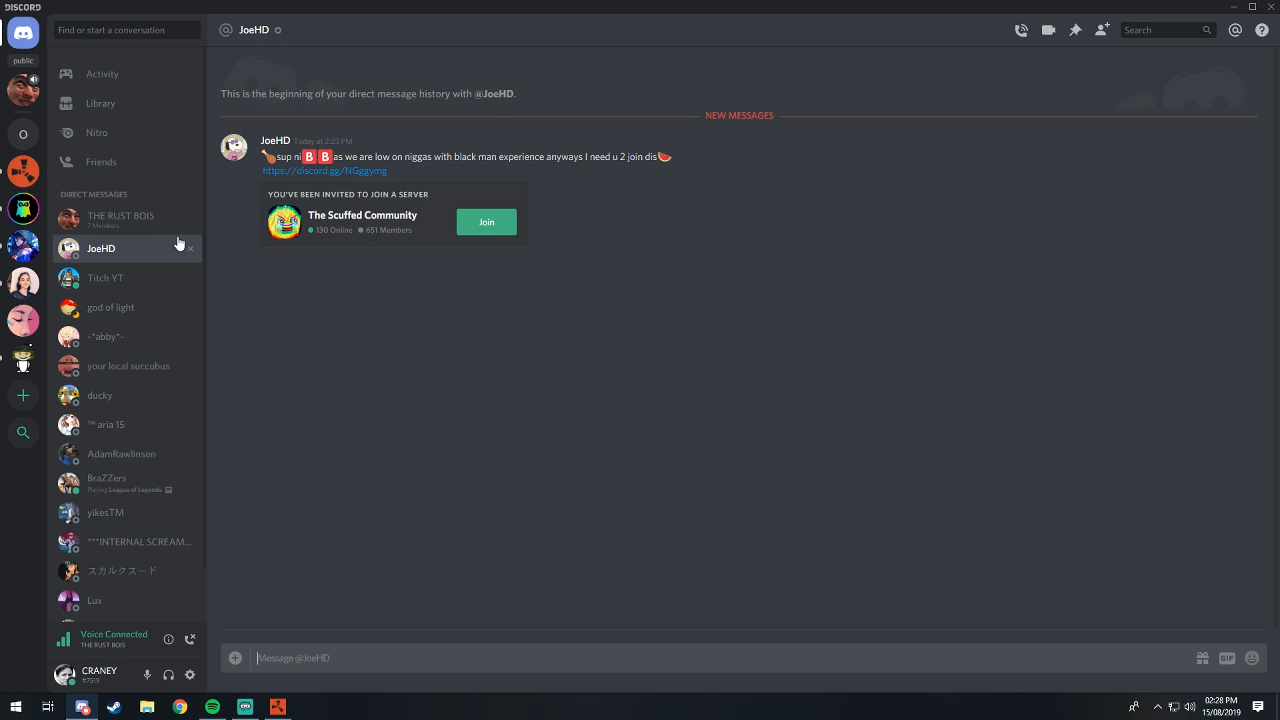 DISCORD
Find or start a conversation
@ JoeHD
Search
public
Activity
Library
Nitro
Friends
DIRECT MESSAGES
THE RUST BOIS
7 Members
JoeHD
Titch YT
god of light
-*abby*-
your local succubus
ducky
™ aria 15
AdamRawlinson
BraZZers
Playing League of Legends
yikesTM
***INTERNAL SCREAM...
スカルクスード
Lux
Voice Connected
THE RUST BOIS
CRANEY
#7519
O
This is the beginning of your direct message history with @JoeHD.
NEW MESSAGES
JoeHD Today at 2:23 PM
🍗sup ni🅱🅱as we are low on niggas with black man experience anyways I need u 2 join dis🍉
https://discord.gg/NGggymg
YOU'VE BEEN INVITED TO JOIN A SERVER
The Scuffed Community
130 Online 651 Members
Join
Message @JoeHD
GIF
02:28 PM
15/08/2019